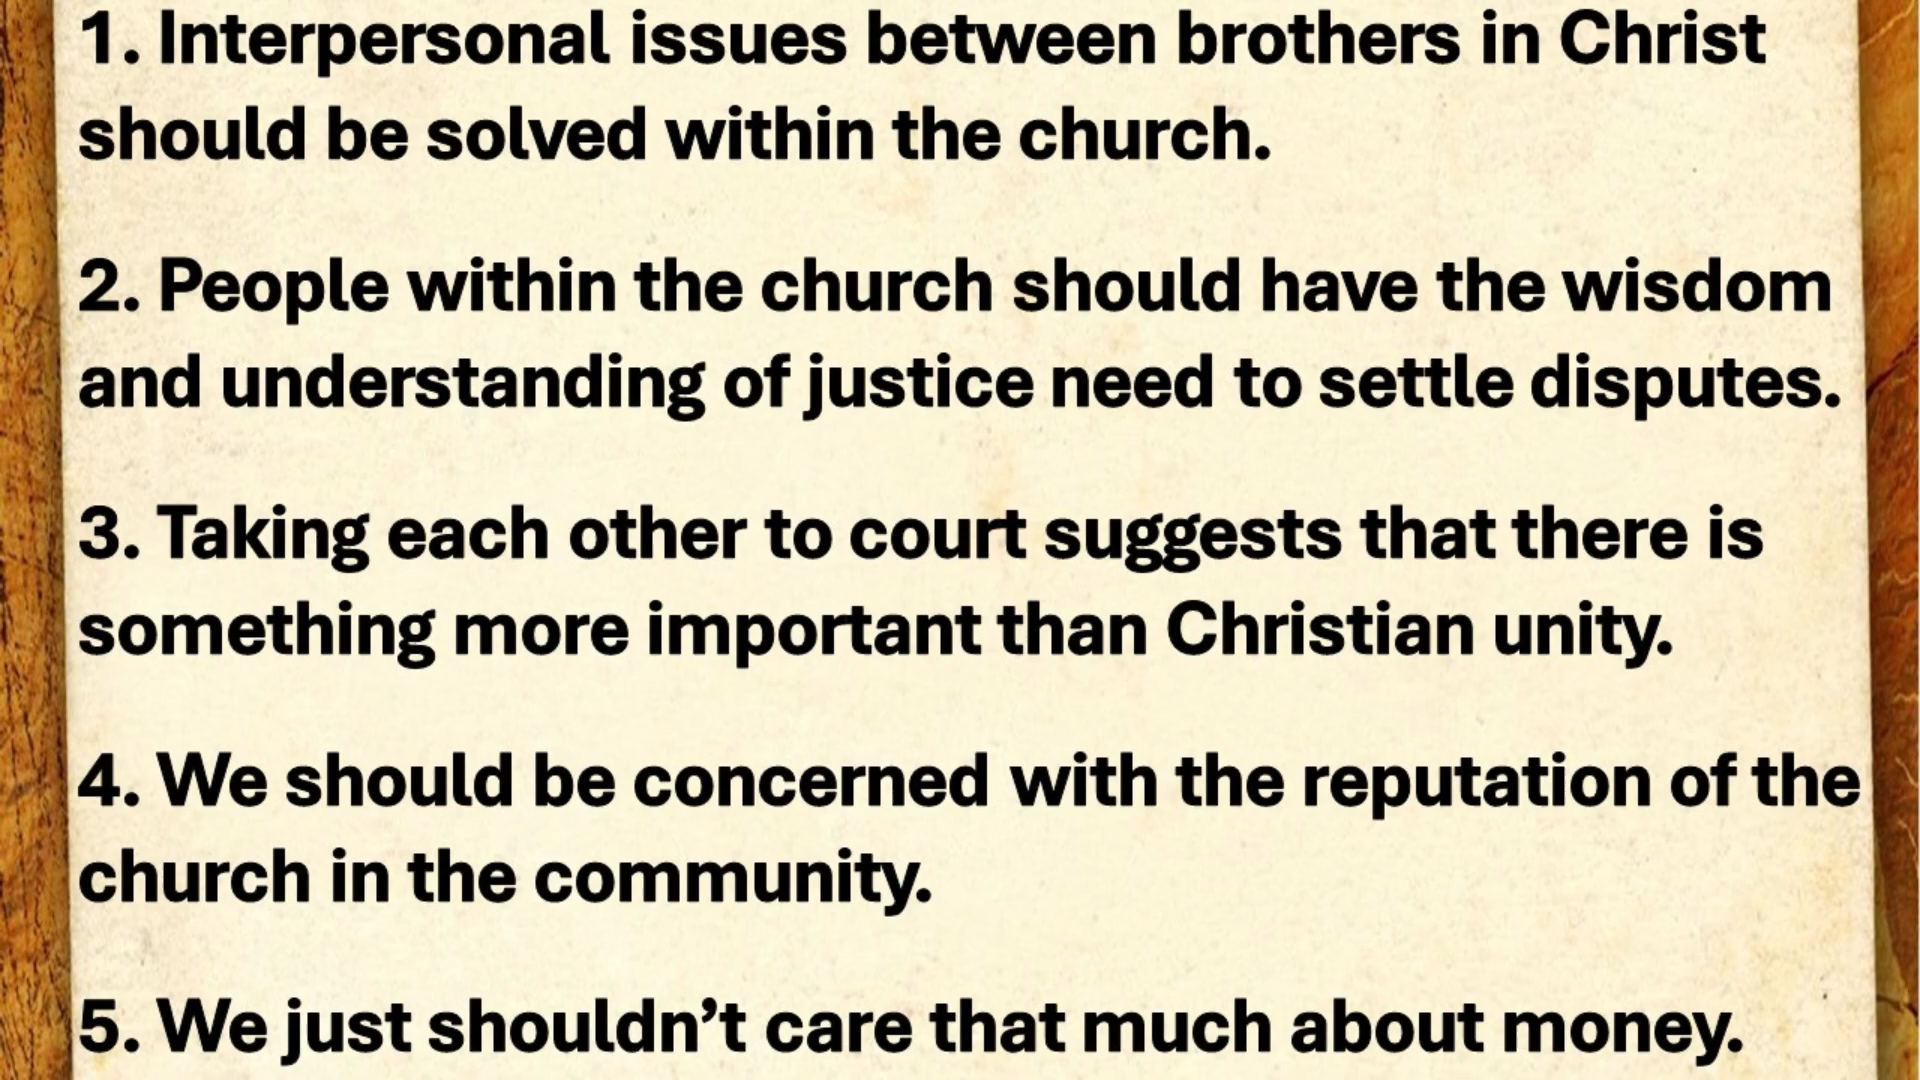 1. Interpersonal issues between brothers in Christ
should be solved within the church.
2. People within the church should have the wisdom
and understanding of justice need to settle disputes.
3. Taking each other to court suggests that there is
something more important than Christian unity.
4. We should be concerned with the reputation of the
church in the community.
5. We just shouldn’t care that much about money.